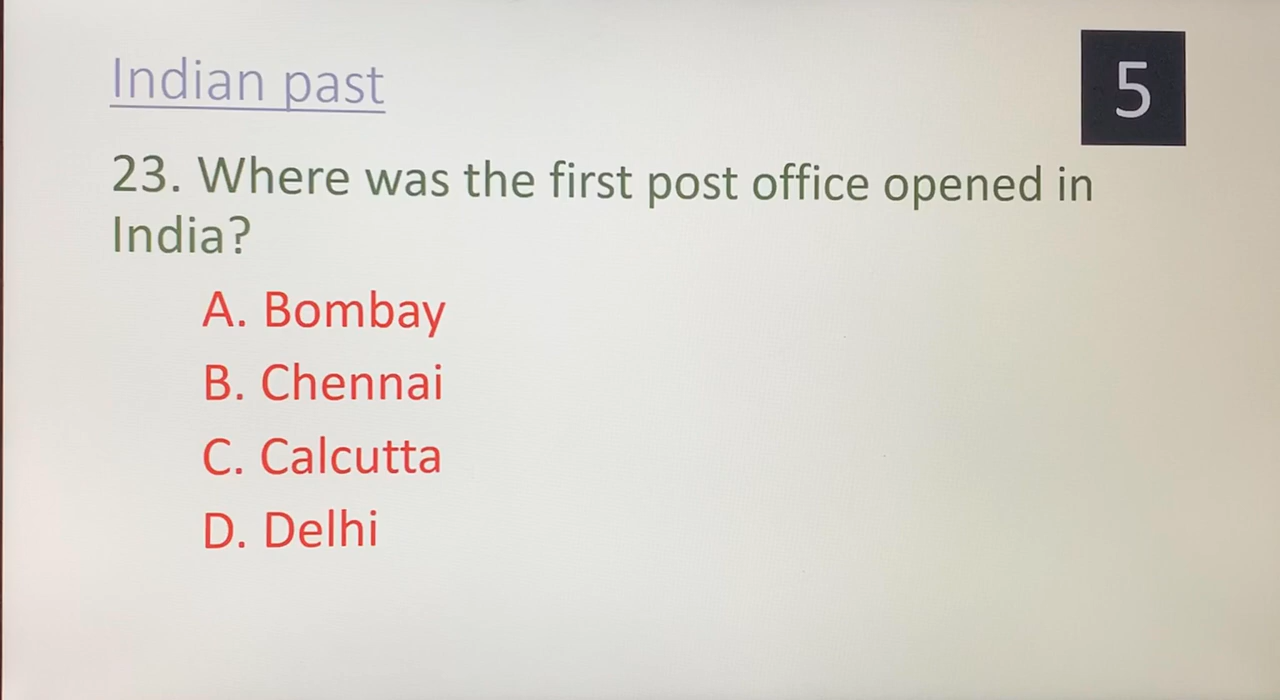 Indian past
5
23. Where was the first post office opened in
India?
A. Bombay
B. Chennai
C. Calcutta
D. Delhi